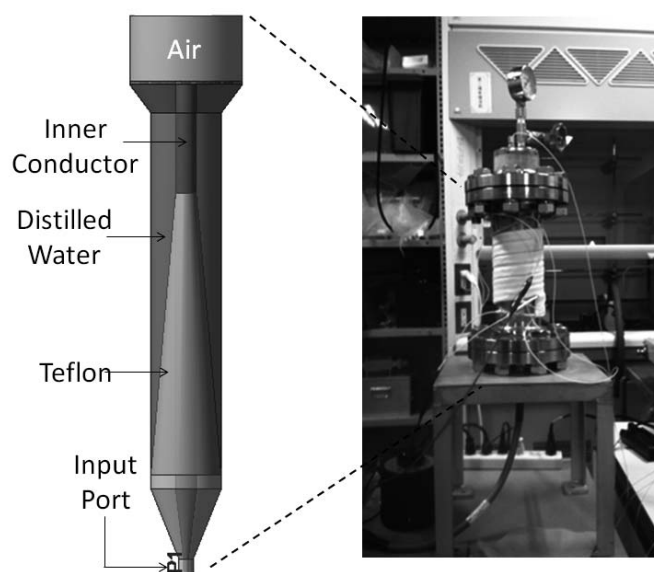 Air
Inner
Conductor
Distilled
Water
Teflon
Input
Port
P1